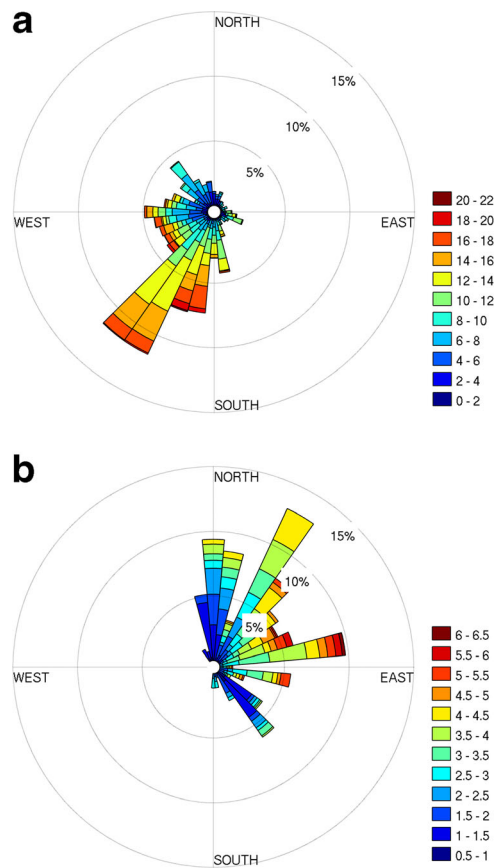 a
NORTH
15%
10%
5%
WEST
EAST
SOUTH
20 - 22
18 - 20
16 - 18
14 - 16
12 - 14
10 - 12
8 - 10
6 - 8
4 - 6
2 - 4
0 - 2
b
NORTH
15%
10%
5%
WEST
EAST
SOUTH
6 - 6.5
5.5 - 6
5 - 5.5
4.5 - 5
4 - 4.5
3.5 - 4
3 - 3.5
2.5 - 3
2 - 2.5
1.5 - 2
1 - 1.5
0.5 - 1